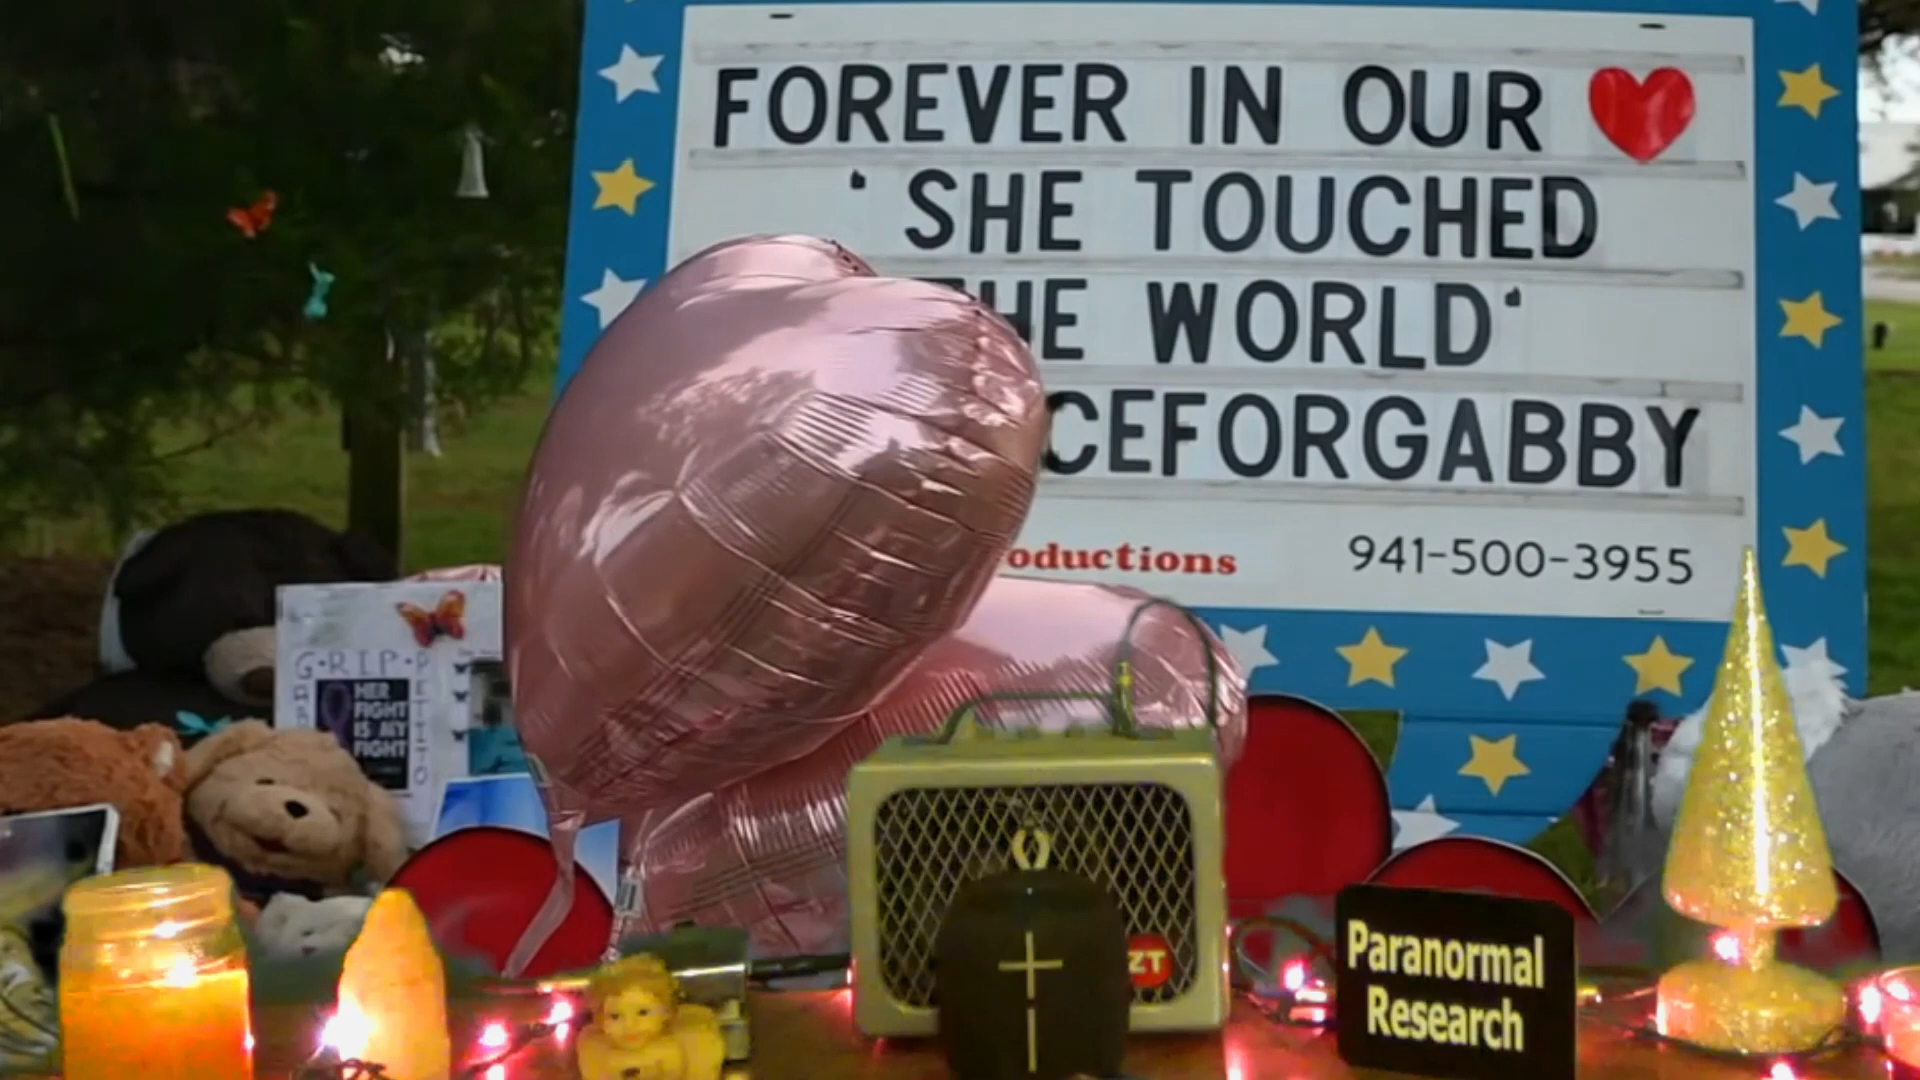 FOREVER IN OUR
‘ SHE TOUCHED
HE WORLD‘
CEFORGABBY
oductions
941-500-3955
G·R·I·P·P
HER
FIGHT
IS MY
FIGHT
ZT
Paranormal
Research